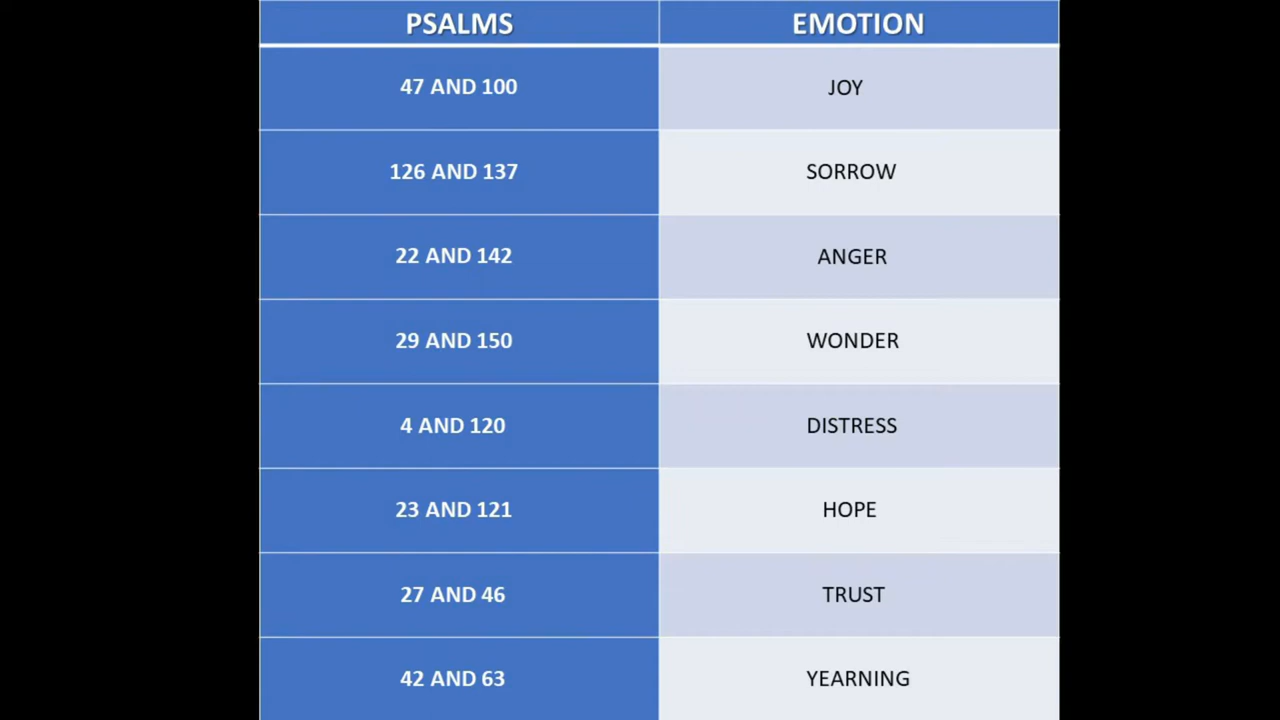 PSALMS EMOTION
47 AND 100 JOY
126 AND 137 SORROW
22 AND 142 ANGER
29 AND 150 WONDER
4 AND 120 DISTRESS
23 AND 121 HOPE
27 AND 46 TRUST
42 AND 63 YEARNING